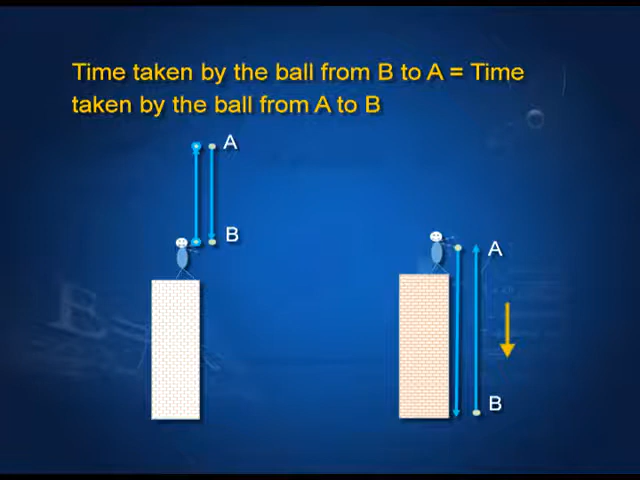 Time taken by the ball from B to A = Time
taken by the ball from A to B
A
B
A
B